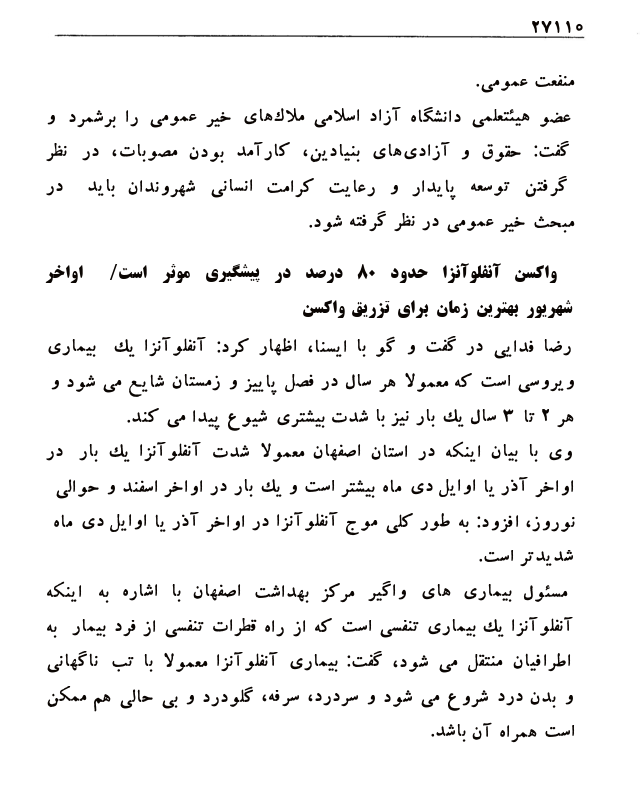 ۲۷۱۱۰
منفعت عمومی.
عضو هیئتعلمی دانشگاه آزاد اسلامی ملاک‌های خیر عمومی را برشمرد و
گفت: حقوق و آزادی‌های بنیادین، کارآمد بودن مصوبات، در نظر
گرفتن توسعه پایدار و رعایت کرامت انسانی شهروندان باید در
مبحث خیر عمومی در نظر گرفته شود.
واکسن آنفلوآنزا حدود ۸۰ درصد در پیشگیری موثر است/ اواخر
شهریور بهترین زمان برای تزریق واکسن
رضا فدایی در گفت و گو با ایسنا، اظهار کرد: آنفلوآنزا یک بیماری
ویروسی است که معمولا هر سال در فصل پاییز و زمستان شایع می شود و
هر ۲ تا ۳ سال یک بار نیز با شدت بیشتری شیوع پیدا می کند.
وی با بیان اینکه در استان اصفهان معمولا شدت آنفلوآنزا یک بار در
اواخر آذر یا اوایل دی ماه بیشتر است و یک بار در اواخر اسفند و حوالی
نوروز، افزود: به طور کلی موج آنفلوآنزا در اواخر آذر یا اوایل دی ماه
شدیدتر است.
مسئول بیماری های واگیر مرکز بهداشت اصفهان با اشاره به اینکه
آنفلوآنزا یک بیماری تنفسی است که از راه قطرات تنفسی از فرد بیمار به
اطرافیان منتقل می شود، گفت: بیماری آنفلوآنزا معمولا با تب ناگهانی
و بدن درد شروع می شود و سردرد، سرفه، گلودرد و بی حالی هم ممکن
است همراه آن باشد.